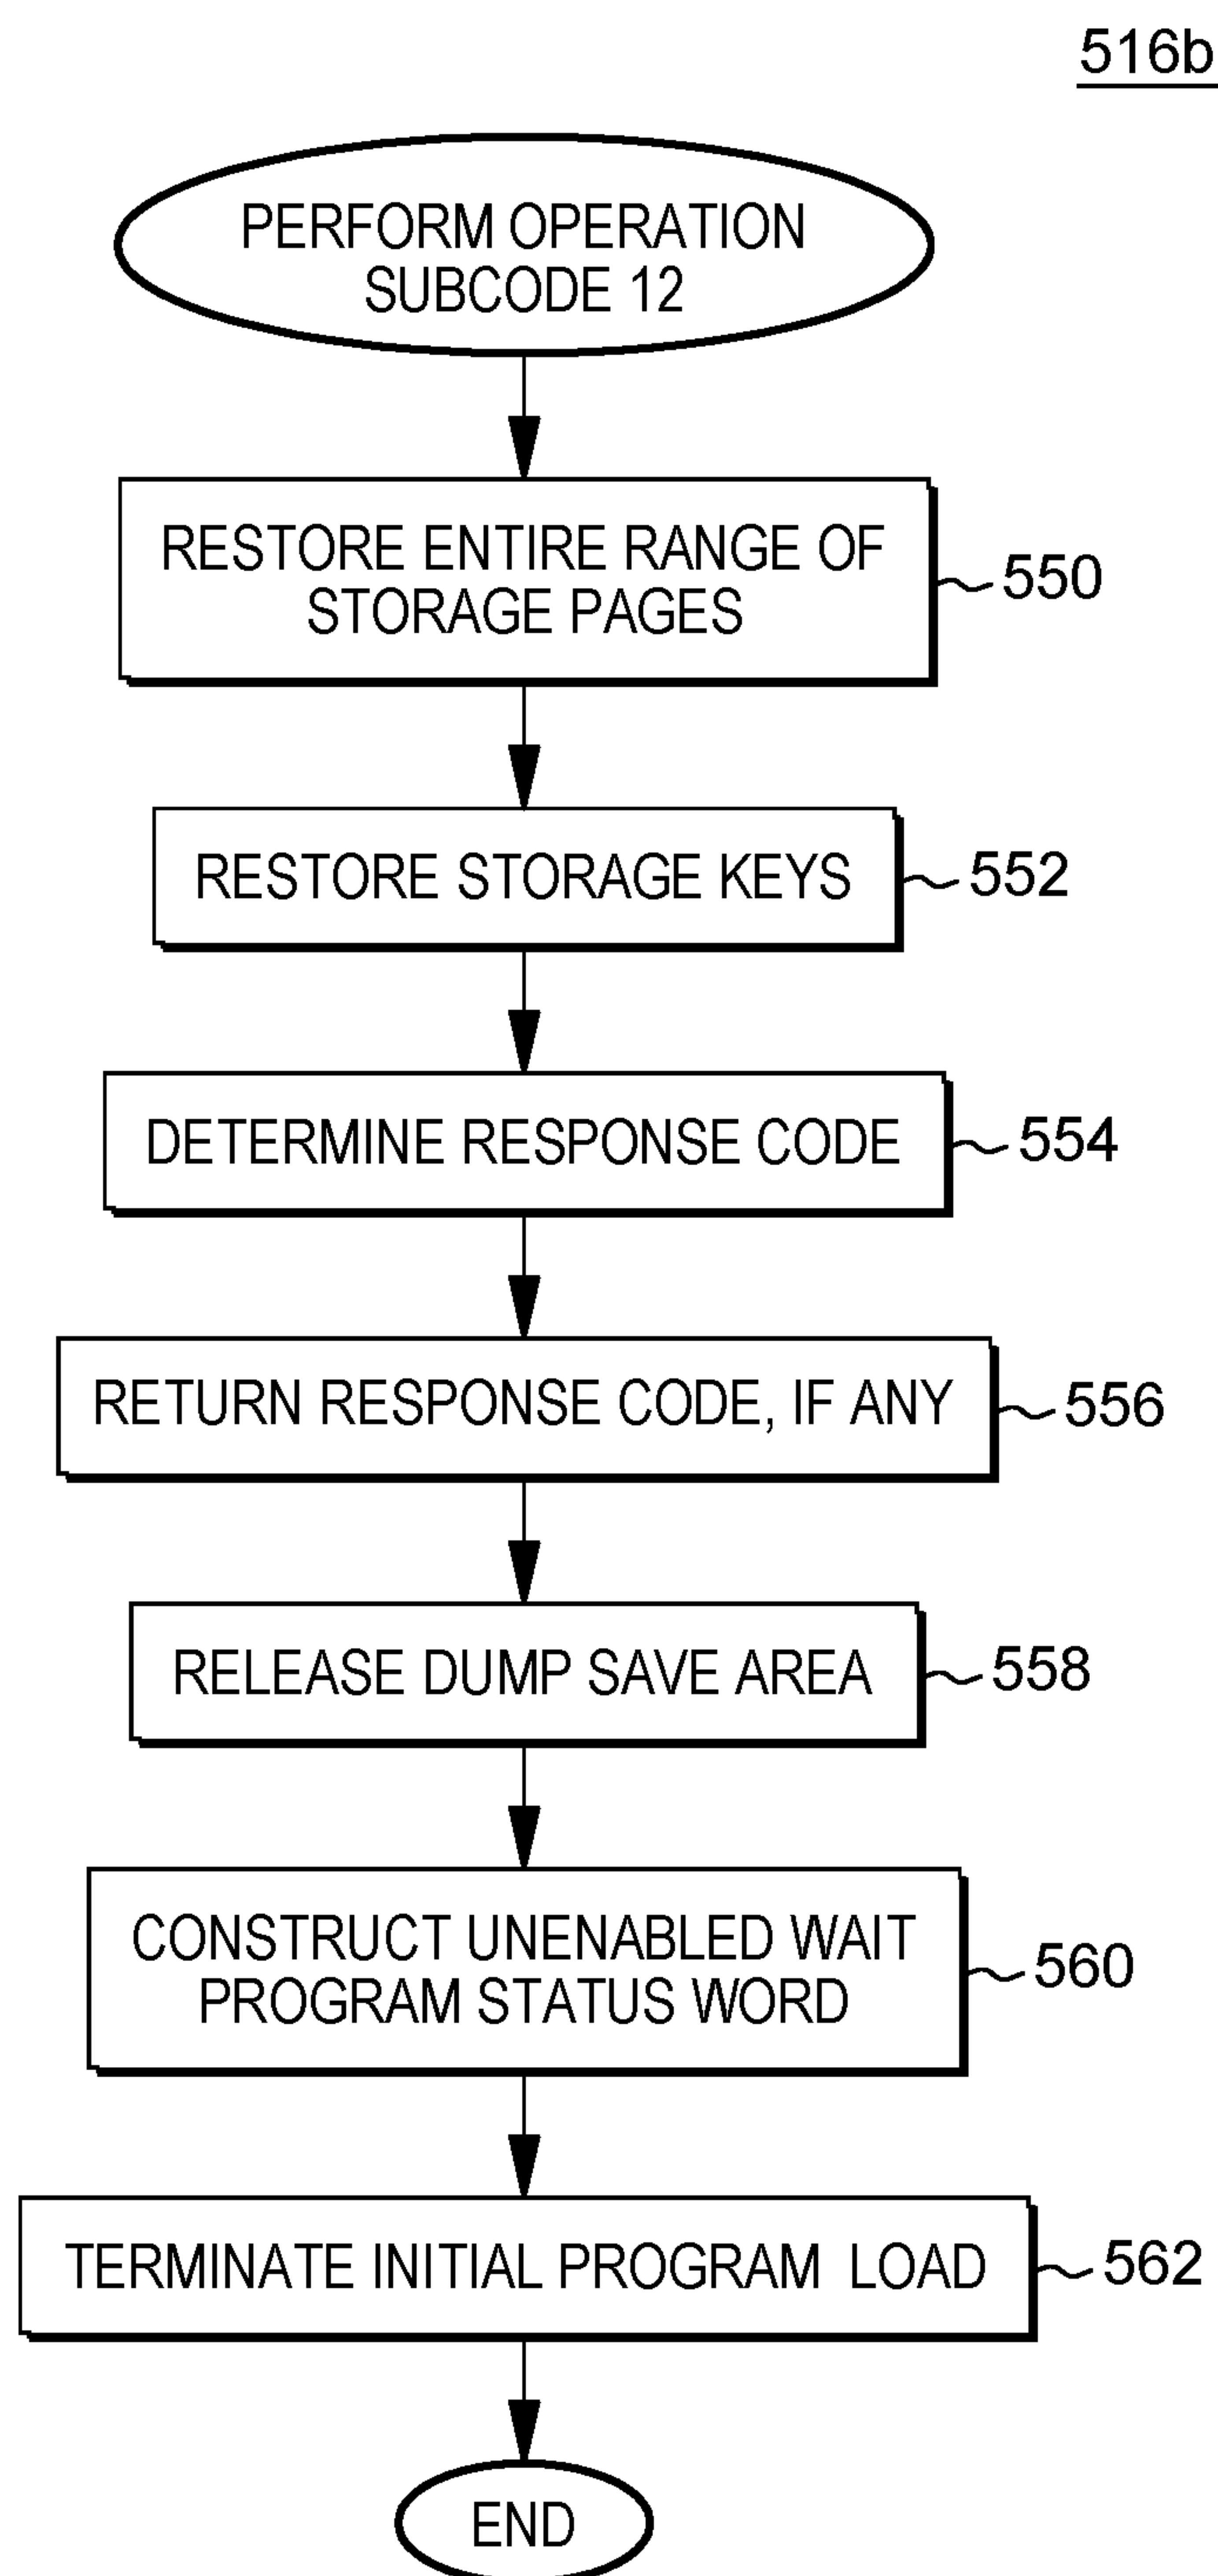 516b
PERFORM OPERATION
SUBCODE 12
RESTORE ENTIRE RANGE OF
STORAGE PAGES
550
RESTORE STORAGE KEYS
552
DETERMINE RESPONSE CODE
554
RETURN RESPONSE CODE, IF ANY
556
RELEASE DUMP SAVE AREA
558
CONSTRUCT UNENABLED WAIT
PROGRAM STATUS WORD
560
TERMINATE INITIAL PROGRAM LOAD
562
END